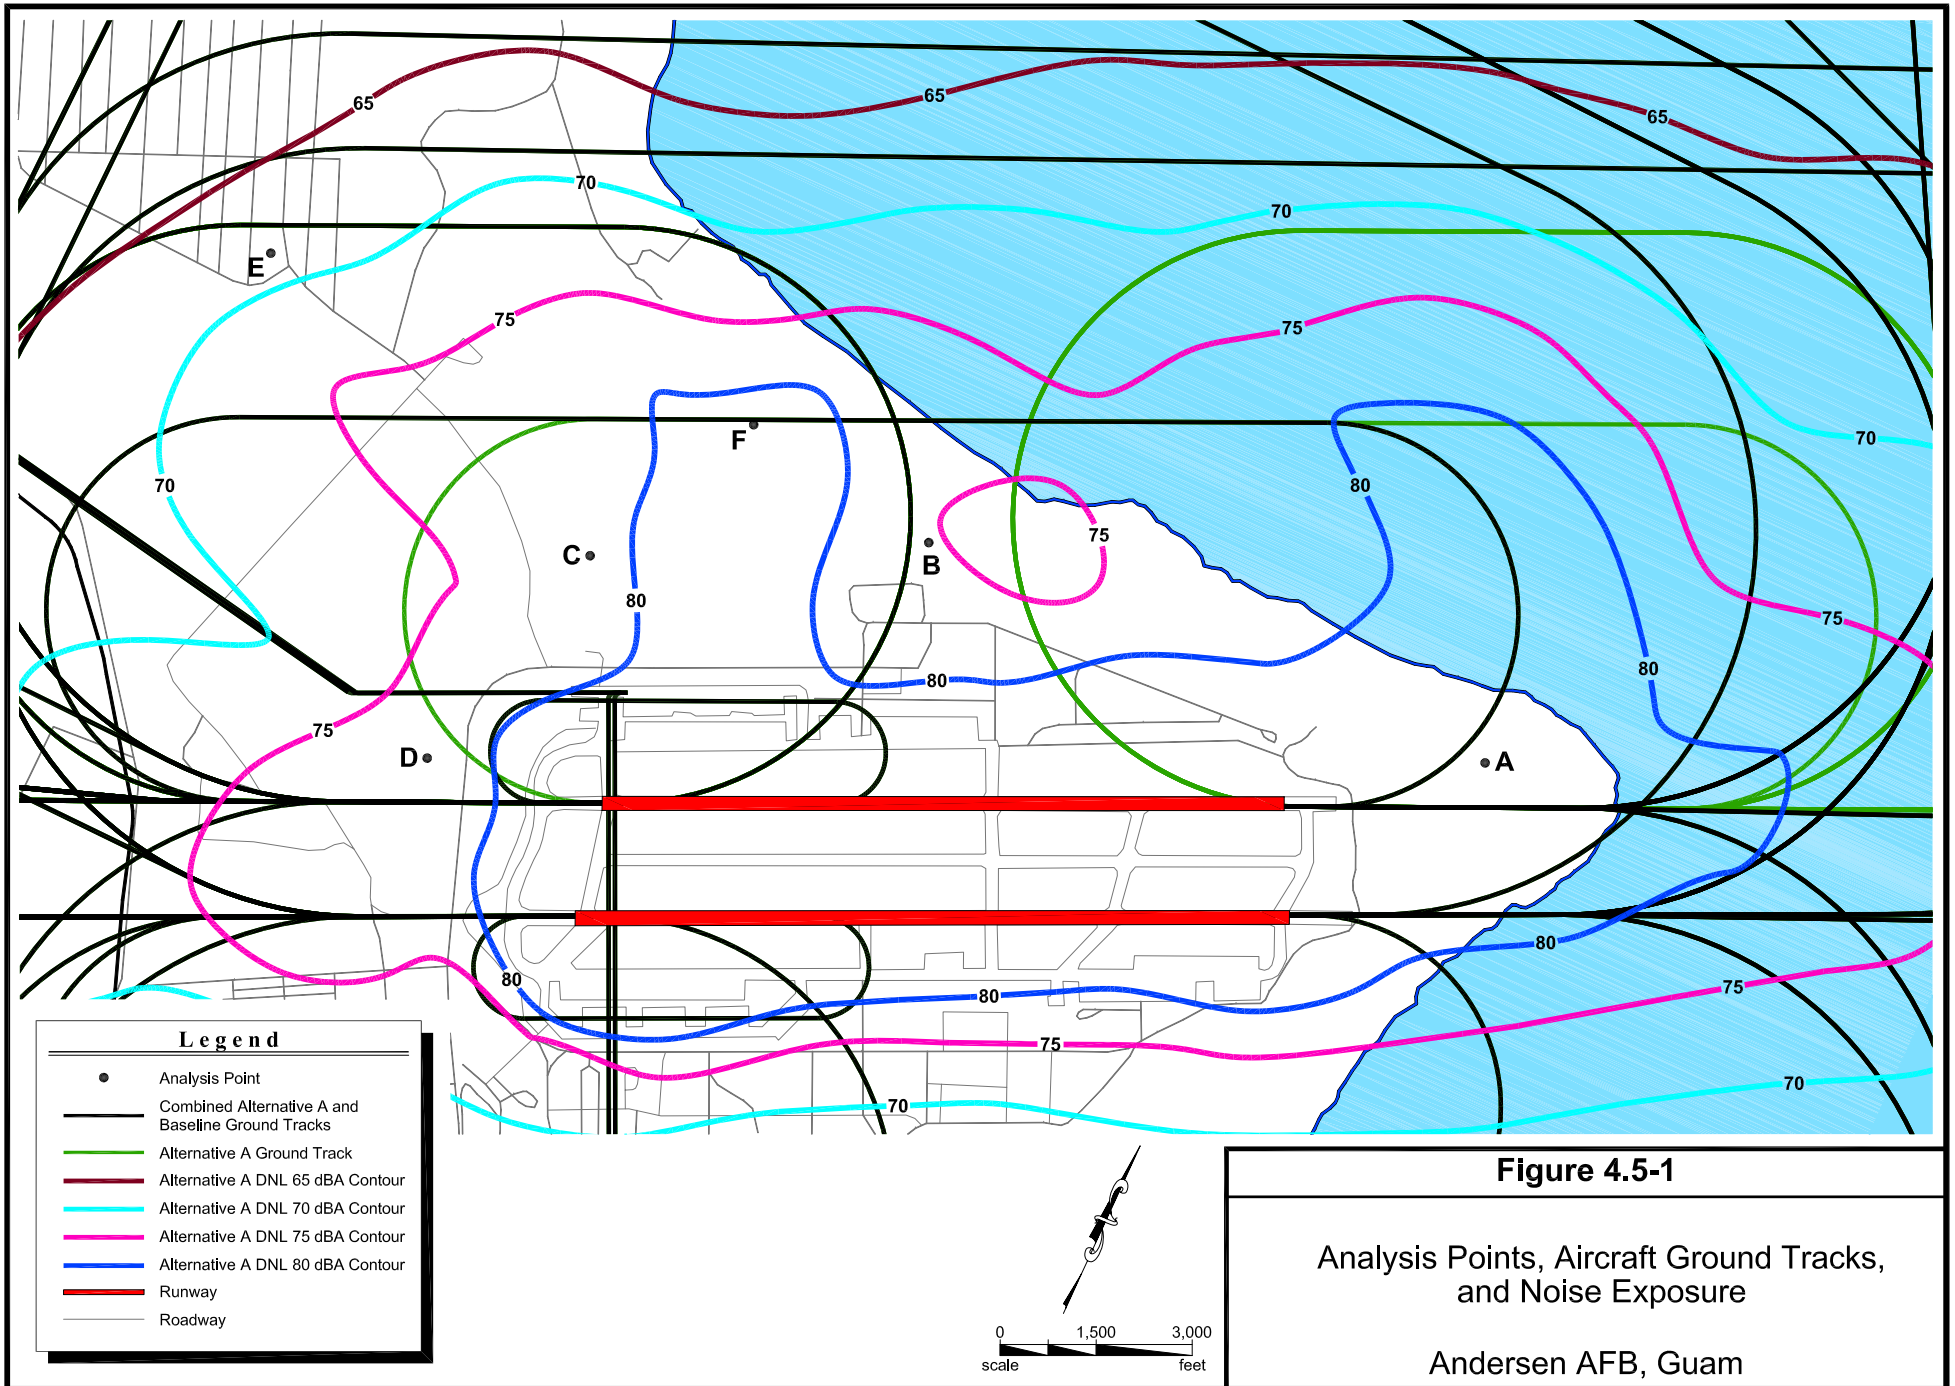 65
65
65
70
70
E
75
75
F
70
70
80
75
C
B
80
75
80
80
75
D
A
80
80
80
75
75
70
70
Legend
Analysis Point
Combined Alternative A and
Baseline Ground Tracks
Alternative A Ground Track
Alternative A DNL 65 dBA Contour
Alternative A DNL 70 dBA Contour
Alternative A DNL 75 dBA Contour
Alternative A DNL 80 dBA Contour
Runway
Roadway
0 1,500 3,000
scale feet
Figure 4.5-1
Analysis Points, Aircraft Ground Tracks,
and Noise Exposure
Andersen AFB, Guam